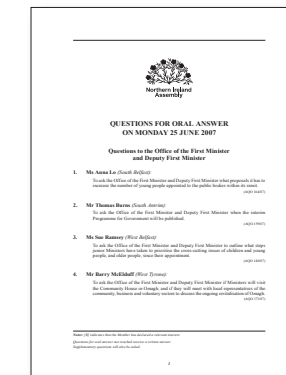 Northern Ireland
Assembly
QUESTIONS FOR ORAL ANSWER
ON MONDAY 25 JUNE 2007
Questions to the Office of the First Minister
and Deputy First Minister
1. Ms Anna Lo (South Belfast):
To ask the Office of the First Minister and Deputy First Minister what proposals it has to
increase the number of young people appointed to the public bodies within its remit.
2. Mr Thomas Burns (South Antrim):
To ask the Office of the First Minister and Deputy First Minister when the interim
Programme for Government will be published.
3. Ms Sue Ramsey (West Belfast):
To ask the Office of the First Minister and Deputy First Minister to outline what steps
junior Ministers have taken to prioritise the cross-cutting issues of children and young
people, and older people, since their appointment.
4. Mr Barry McElduff (West Tyrone):
To ask the Office of the First Minister and Deputy First Minister if Ministers will visit
the Community House in Omagh, and if they will meet with local representatives of the
community, business and voluntary sectors to discuss the ongoing revitalisation of Omagh.